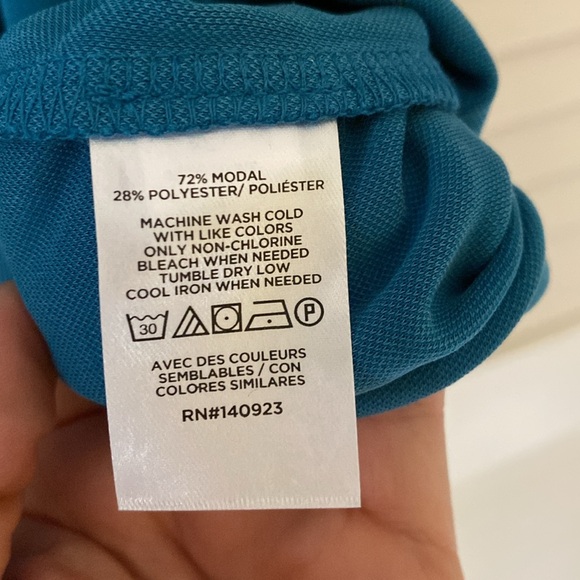 72% MODAL
28% POLYESTER/ POLIÉSTER
MACHINE WASH COLD
WITH LIKE COLORS
ONLY NON-CHLORINE
BLEACH WHEN NEEDED
TUMBLE DRY LOW
COOL IRON WHEN NEEDED
30 P
AVEC DES COULEURS
SEMBLABLES / CON
COLORES SIMILARES
RN#140923